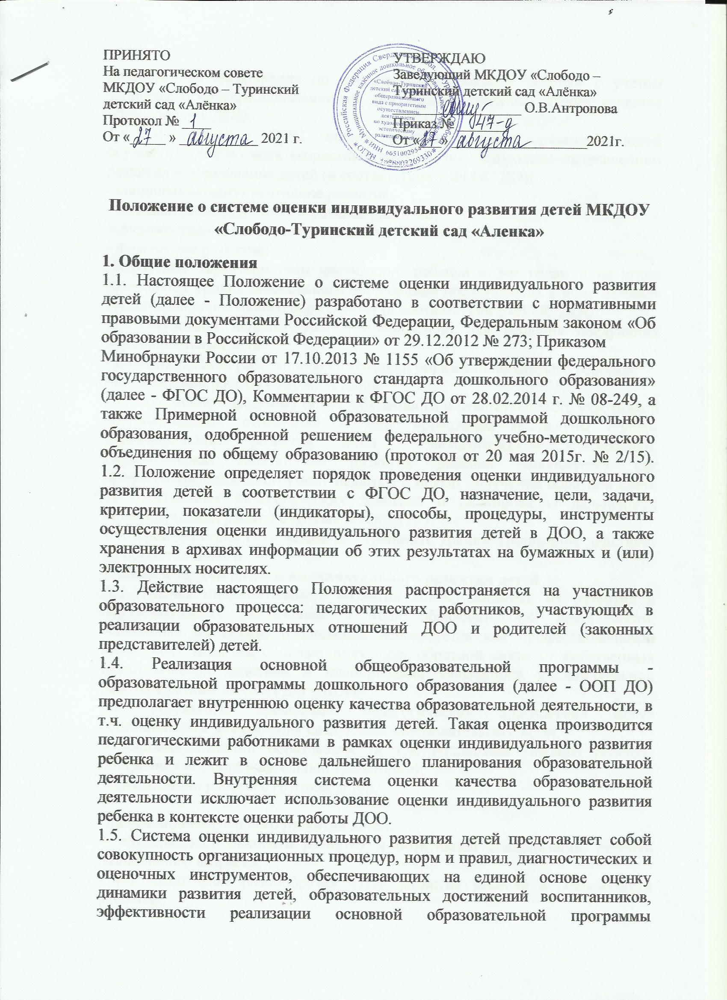 ПРИНЯТО
На педагогическом совете
МКДОУ «Слободо – Туринский
детский сад «Алёнка»
Протокол № 1
От « 27 » августа 2021 г.
УТВЕРЖДАЮ
Заведующий МКДОУ «Слободо –
Туринский детский сад «Алёнка»
О.В.Антропова
Приказ № 47-д
От « 27 » августа 2021г.
Российская Федерация Свердловская обл.
Муниципальное казённое дошкольное образовательное учреждение
«Слободо-Туринский
детский сад
общеразвивающего
вида с приоритетным
осуществлением
деятельности
по художественно
эстетическому
развитию детей»
* ИНН 6651002954
* ОГРН 1028803269330 *
Положение о системе оценки индивидуального развития детей МКДОУ
«Слободо-Туринский детский сад «Аленка»
1. Общие положения
1.1. Настоящее Положение о системе оценки индивидуального развития
детей (далее - Положение) разработано в соответствии с нормативными
правовыми документами Российской Федерации, Федеральным законом «Об
образовании в Российской Федерации» от 29.12.2012 № 273; Приказом
Минобрнауки России от 17.10.2013 № 1155 «Об утверждении федерального
государственного образовательного стандарта дошкольного образования»
(далее - ФГОС ДО), Комментарии к ФГОС ДО от 28.02.2014 г. № 08-249, а
также Примерной основной образовательной программой дошкольного
образования, одобренной решением федерального учебно-методического
объединения по общему образованию (протокол от 20 мая 2015г. № 2/15).
1.2. Положение определяет порядок проведения оценки индивидуального
развития детей в соответствии с ФГОС ДО, назначение, цели, задачи,
критерии, показатели (индикаторы), способы, процедуры, инструменты
осуществления оценки индивидуального развития детей в ДОО, а также
хранения в архивах информации об этих результатах на бумажных и (или)
электронных носителях.
1.3. Действие настоящего Положения распространяется на участников
образовательного процесса: педагогических работников, участвующих в
реализации образовательных отношений ДОО и родителей (законных
представителей) детей.
1.4. Реализация основной общеобразовательной программы -
образовательной программы дошкольного образования (далее - ООП ДО)
предполагает внутреннюю оценку качества образовательной деятельности, в
т.ч. оценку индивидуального развития детей. Такая оценка производится
педагогическими работниками в рамках оценки индивидуального развития
ребенка и лежит в основе дальнейшего планирования образовательной
деятельности. Внутренняя система оценки качества образовательной
деятельности исключает использование оценки индивидуального развития
ребенка в контексте оценки работы ДОО.
1.5. Система оценки индивидуального развития детей представляет собой
совокупность организационных процедур, норм и правил, диагностических и
оценочных инструментов, обеспечивающих на единой основе оценку
динамики развития детей, образовательных достижений воспитанников,
эффективности реализации основной образовательной программы